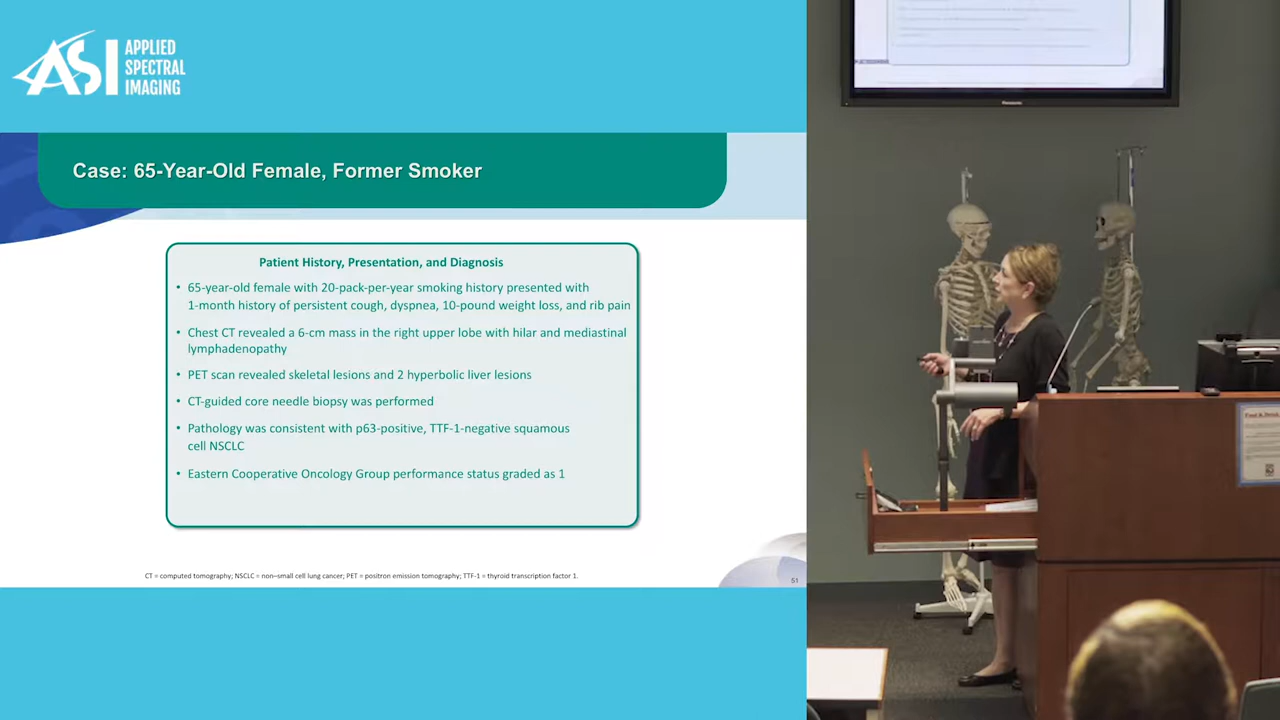 ASI APPLIED
SPECTRAL
IMAGING
Case: 65-Year-Old Female, Former Smoker
Patient History, Presentation, and Diagnosis
• 65-year-old female with 20-pack-per-year smoking history presented with
1-month history of persistent cough, dyspnea, 10-pound weight loss, and rib pain
• Chest CT revealed a 6-cm mass in the right upper lobe with hilar and mediastinal
lymphadenopathy
• PET scan revealed skeletal lesions and 2 hyperbolic liver lesions
• CT-guided core needle biopsy was performed
• Pathology was consistent with p63-positive, TTF-1-negative squamous
cell NSCLC
• Eastern Cooperative Oncology Group performance status graded as 1
CT = computed tomography; NSCLC = non–small cell lung cancer; PET = positron emission tomography; TTF-1 = thyroid transcription factor 1.
51
Panasonic